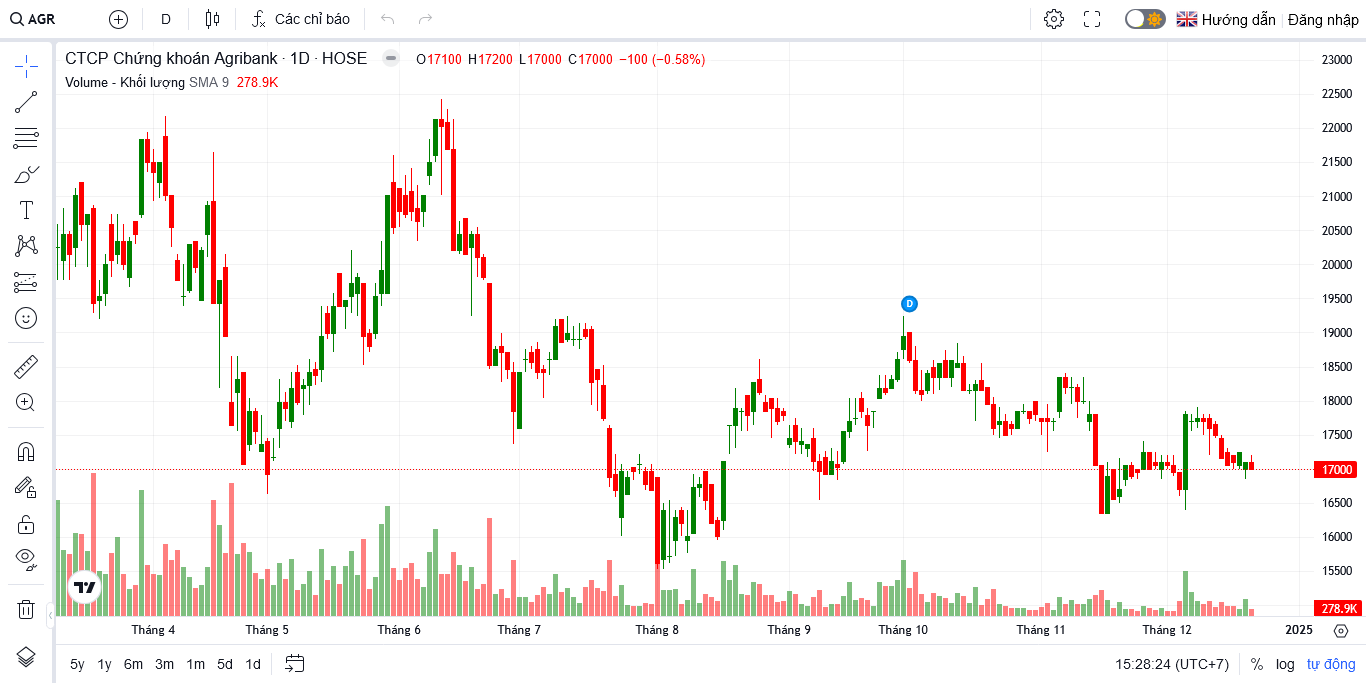 AGR D Các chỉ báo Hướng dẫn Đăng nhập
CTCP Chứng khoán Agribank · 1D · HOSE O17100 H17200 L17000 C17000 −100 (−0.58%)
Volume - Khối lượng SMA 9 278.9K
23000
22500
22000
21500
21000
20500
20000
19500
19000
18500
18000
17500
17000
16500
16000
15500
278.9K
D
Tháng 4 Tháng 5 Tháng 6 Tháng 7 Tháng 8 Tháng 9 Tháng 10 Tháng 11 Tháng 12 2025
5y 1y 6m 3m 1m 5d 1d 15:28:24 (UTC+7) % log tự động